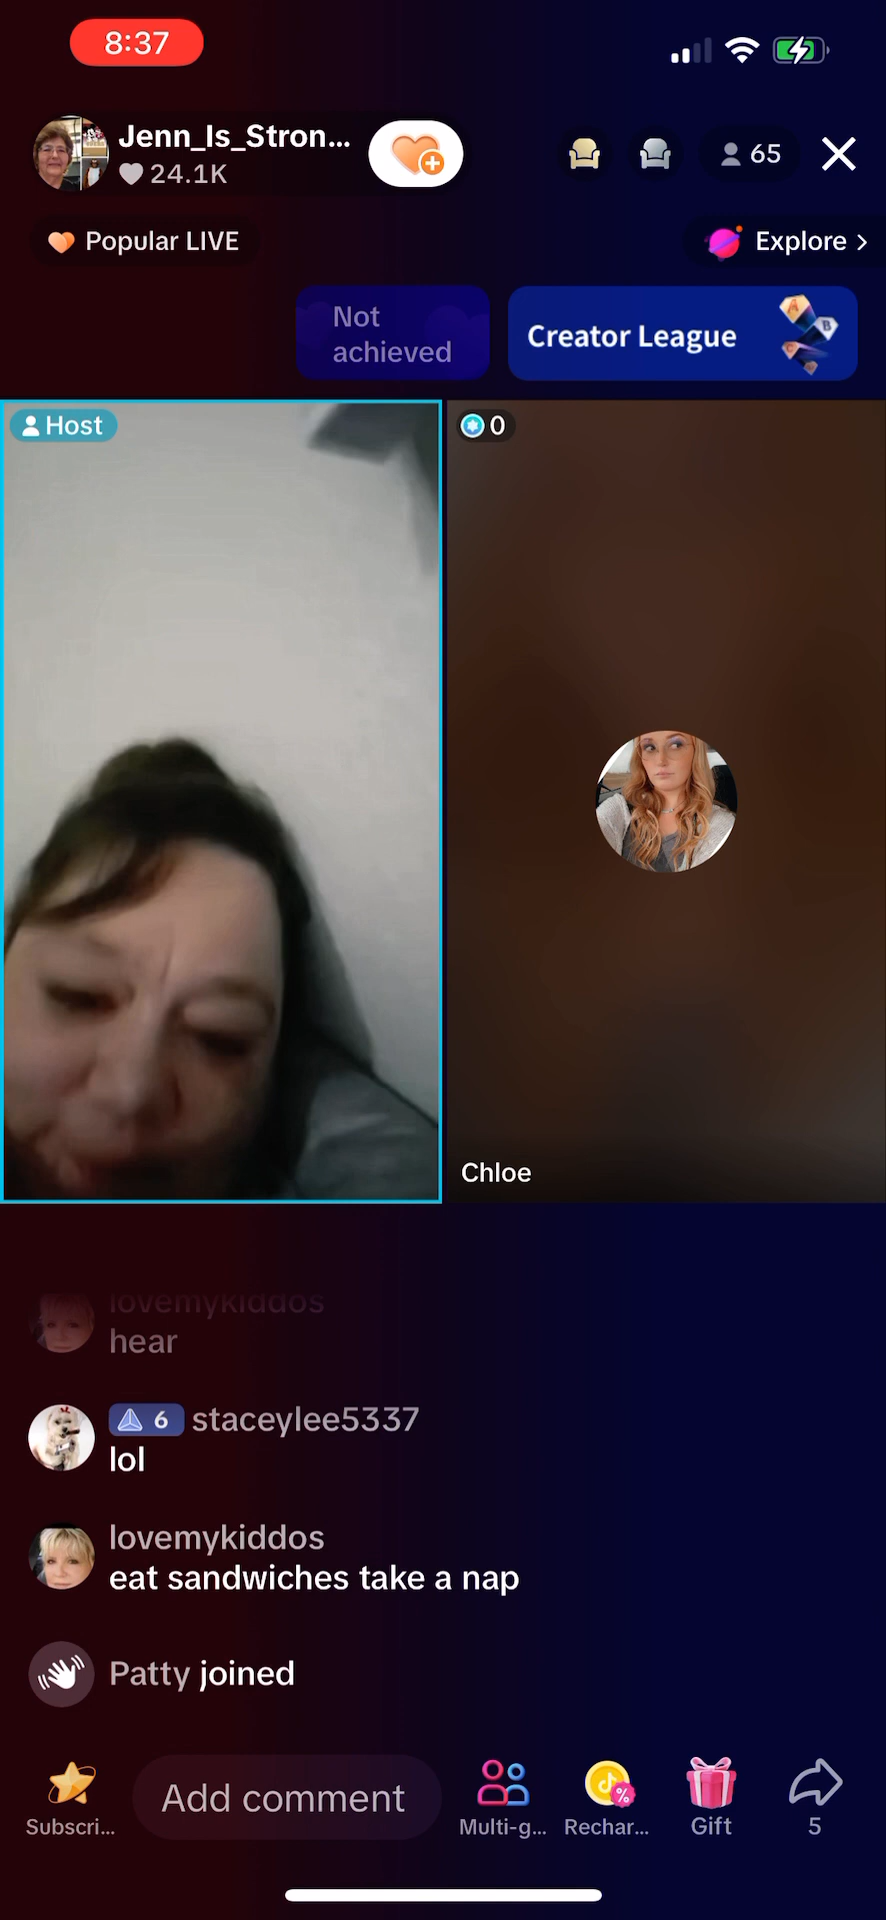 8:37
Jenn_Is_Stron...
24.1K
65
Popular LIVE
Explore >
Not
achieved
Creator League
A
B
C
Host
0
Chloe
lovemykiddos
hear
6 staceylee5337
lol
lovemykiddos
eat sandwiches take a nap
Patty joined
Add comment
Subscri...
Multi-g...
Rechar...
Gift
5